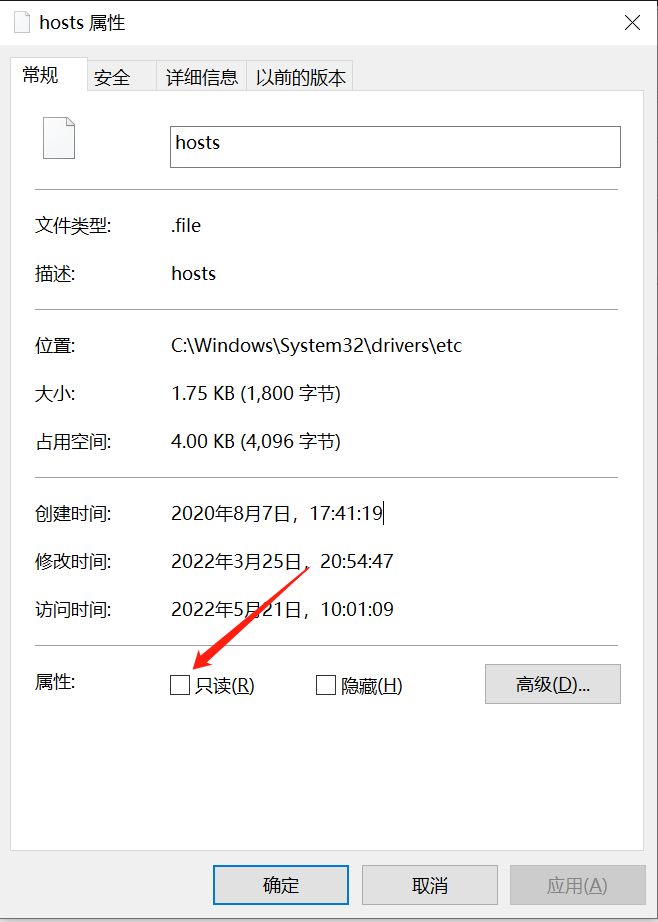 hosts 属性
常规 安全 详细信息 以前的版本
hosts
文件类型: .file
描述: hosts
位置: C:\Windows\System32\drivers\etc
大小: 1.75 KB (1,800 字节)
占用空间: 4.00 KB (4,096 字节)
创建时间: 2020年8月7日，17:41:19
修改时间: 2022年3月25日，20:54:47
访问时间: 2022年5月21日，10:01:09
属性: 只读(R) 隐藏(H) 高级(D)...
确定 取消 应用(A)